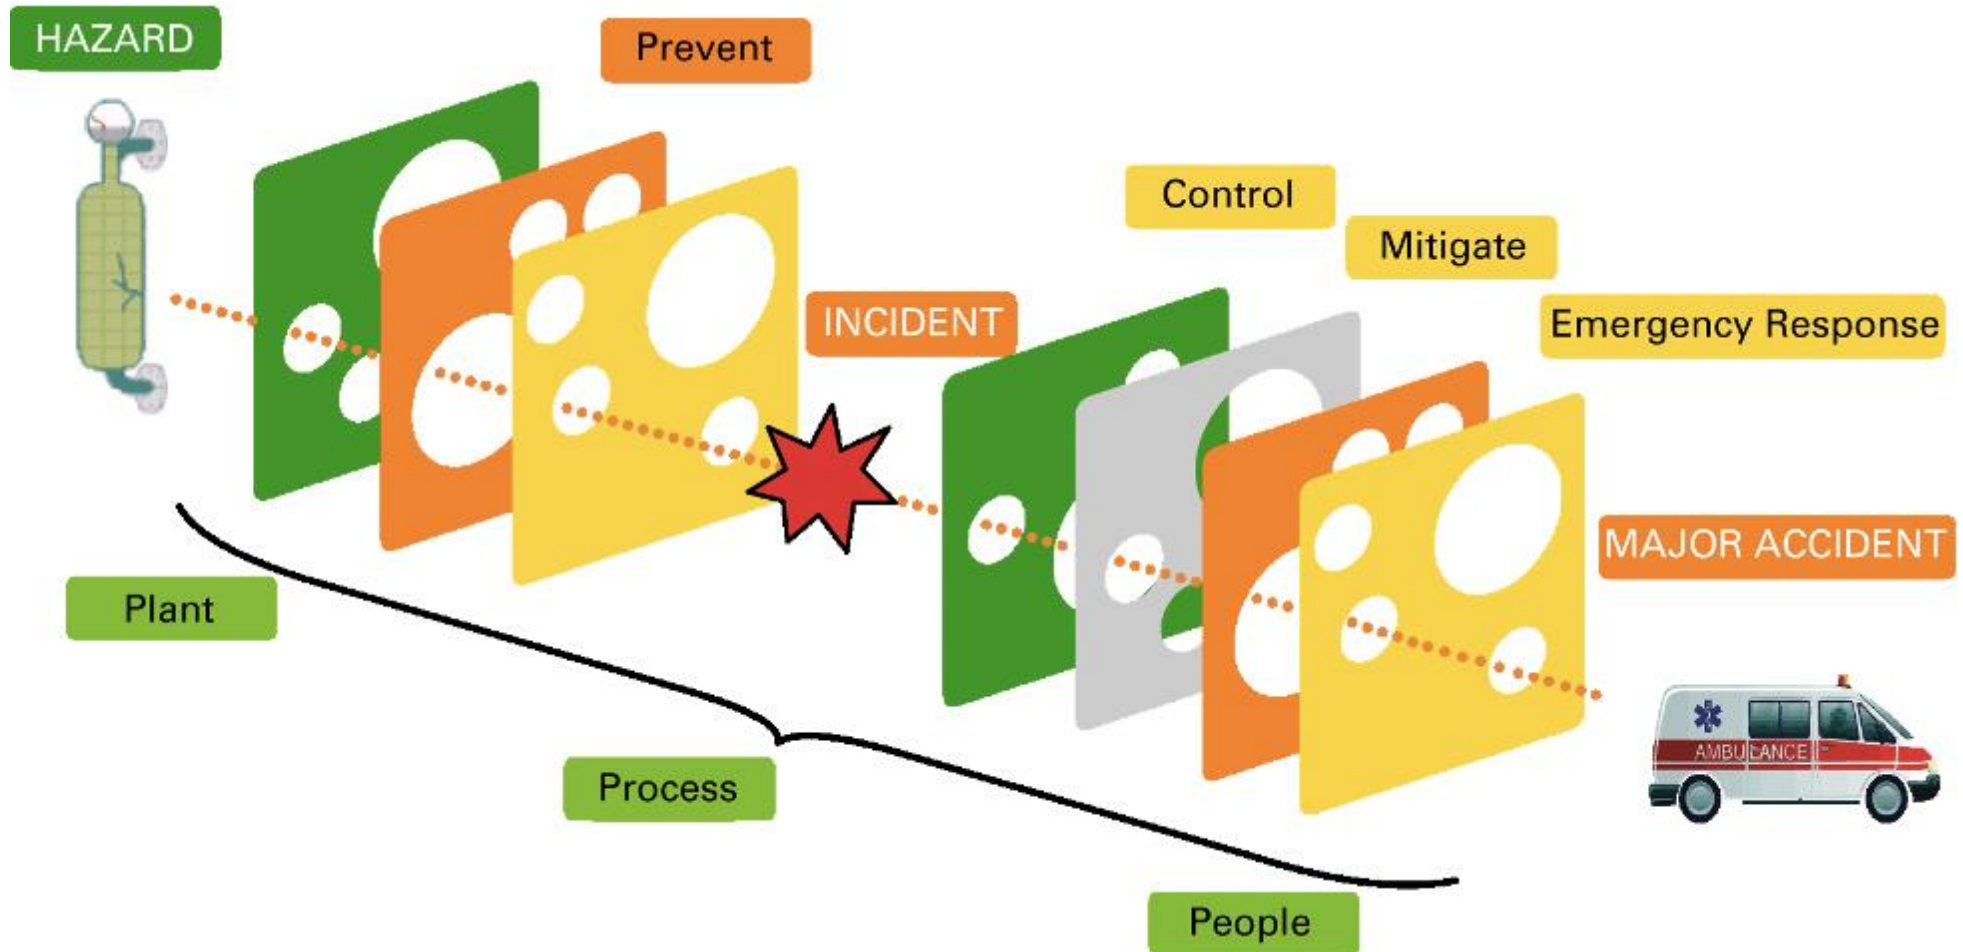 HAZARD
Prevent
Control
Mitigate
INCIDENT
Emergency Response
MAJOR ACCIDENT
Plant
AMBULANCE
Process
People